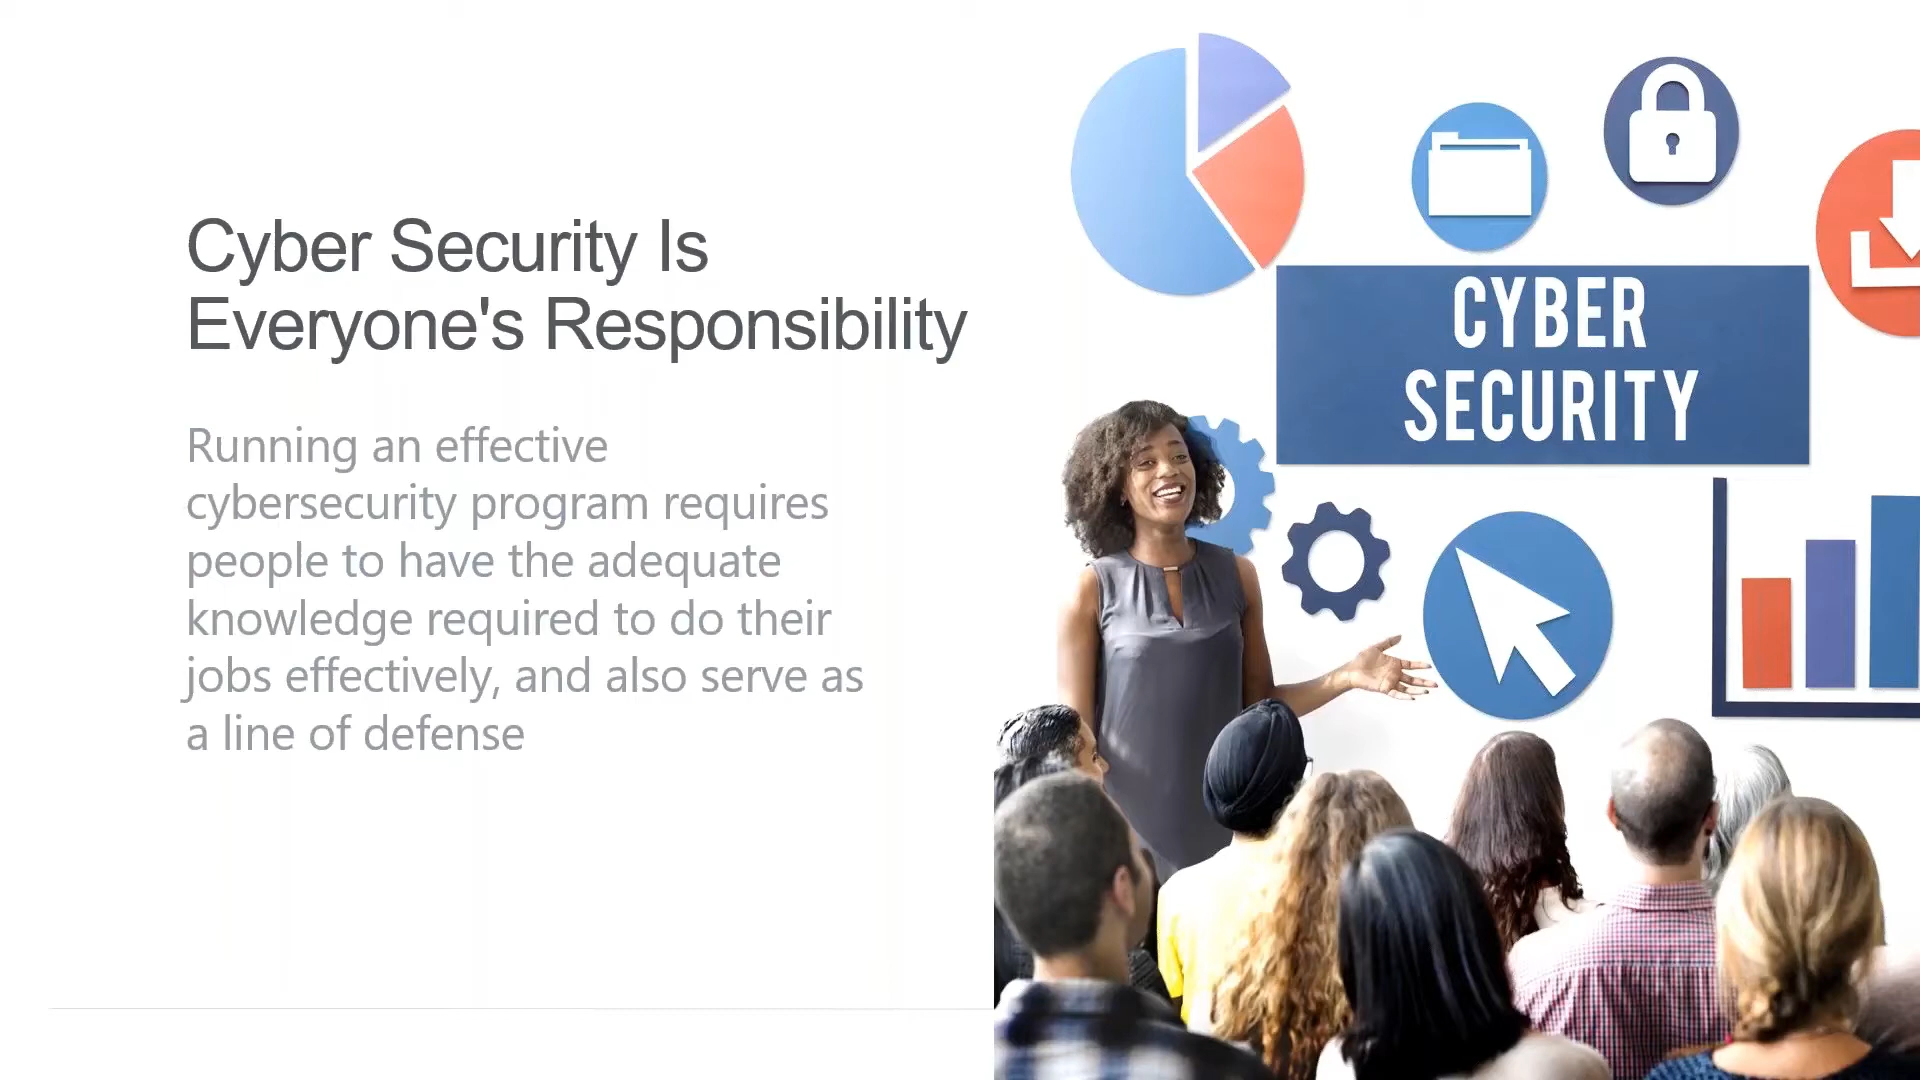 Cyber Security Is
Everyone's Responsibility
Running an effective
cybersecurity program requires
people to have the adequate
knowledge required to do their
jobs effectively, and also serve as
a line of defense
CYBER
SECURITY